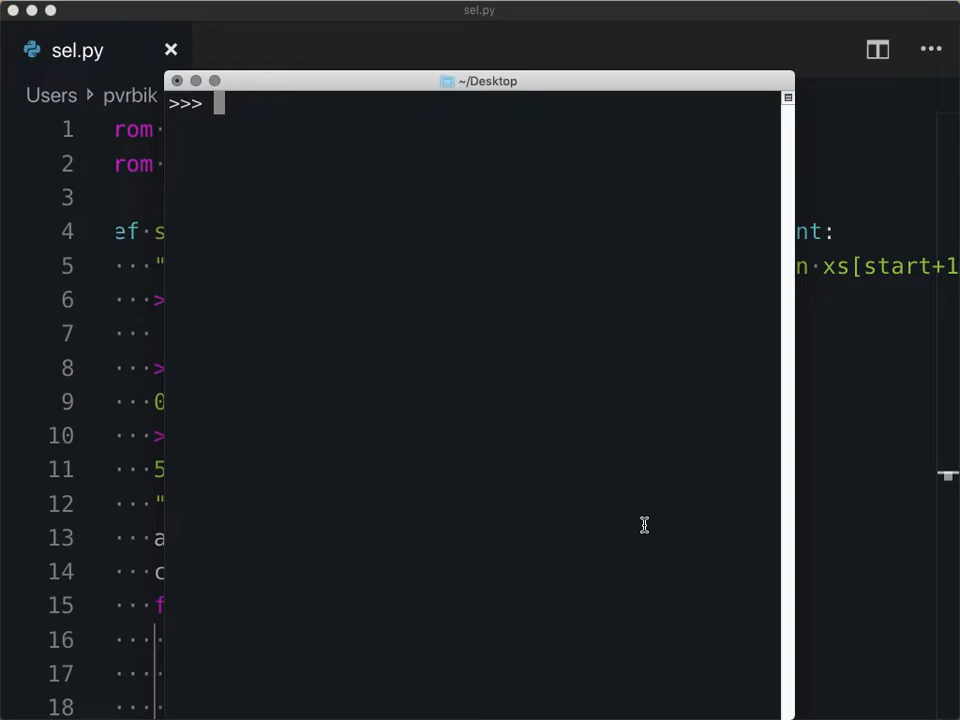 sel.py
sel.py
~/Desktop
Users pvrbik
>>>
1 rom
2 rom
3
4 ef s nt:
5 " n xs[start+1
6 >
7
8 >
9 0
10 >
11 5
12 "
13 a
14 c
15 f
16
17
18